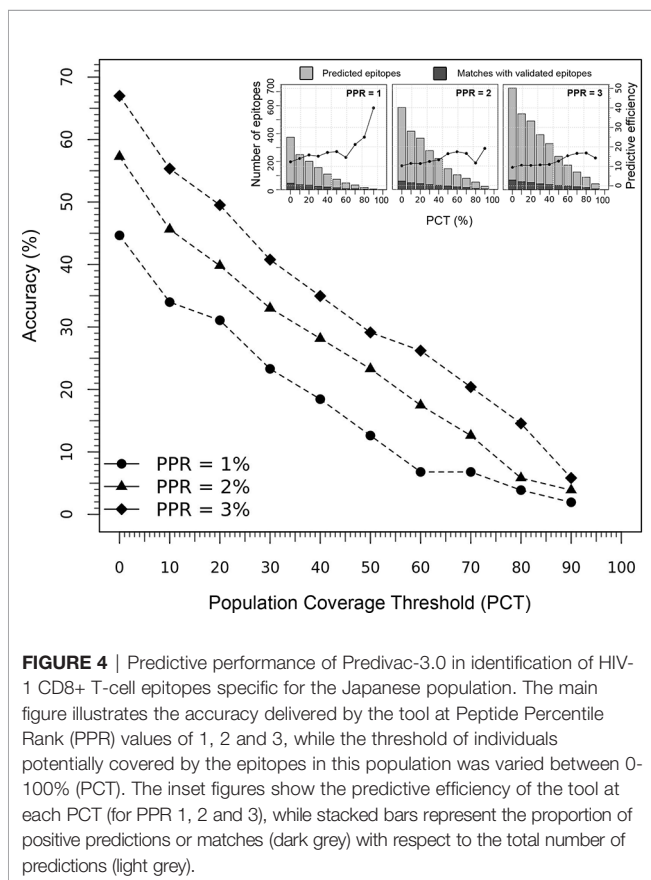 Predicted epitopes Matches with validated epitopes
PPR = 1 PPR = 2 PPR = 3
Number of epitopes
700
600
400
200
0
Predictive efficiency
50
40
30
20
10
0
0 20 40 60 80 100 0 20 40 60 80 100 0 20 40 60 80 100
PCT (%)
Accuracy (%)
70
60
50
40
30
20
10
0
PPR = 1%
PPR = 2%
PPR = 3%
0 10 20 30 40 50 60 70 80 90 100
Population Coverage Threshold (PCT)
FIGURE 4 | Predictive performance of Predivac-3.0 in identification of HIV-
1 CD8+ T-cell epitopes specific for the Japanese population. The main
figure illustrates the accuracy delivered by the tool at Peptide Percentile
Rank (PPR) values of 1, 2 and 3, while the threshold of individuals
potentially covered by the epitopes in this population was varied between 0-
100% (PCT). The inset figures show the predictive efficiency of the tool at
each PCT (for PPR 1, 2 and 3), while stacked bars represent the proportion of
positive predictions or matches (dark grey) with respect to the total number of
predictions (light grey).